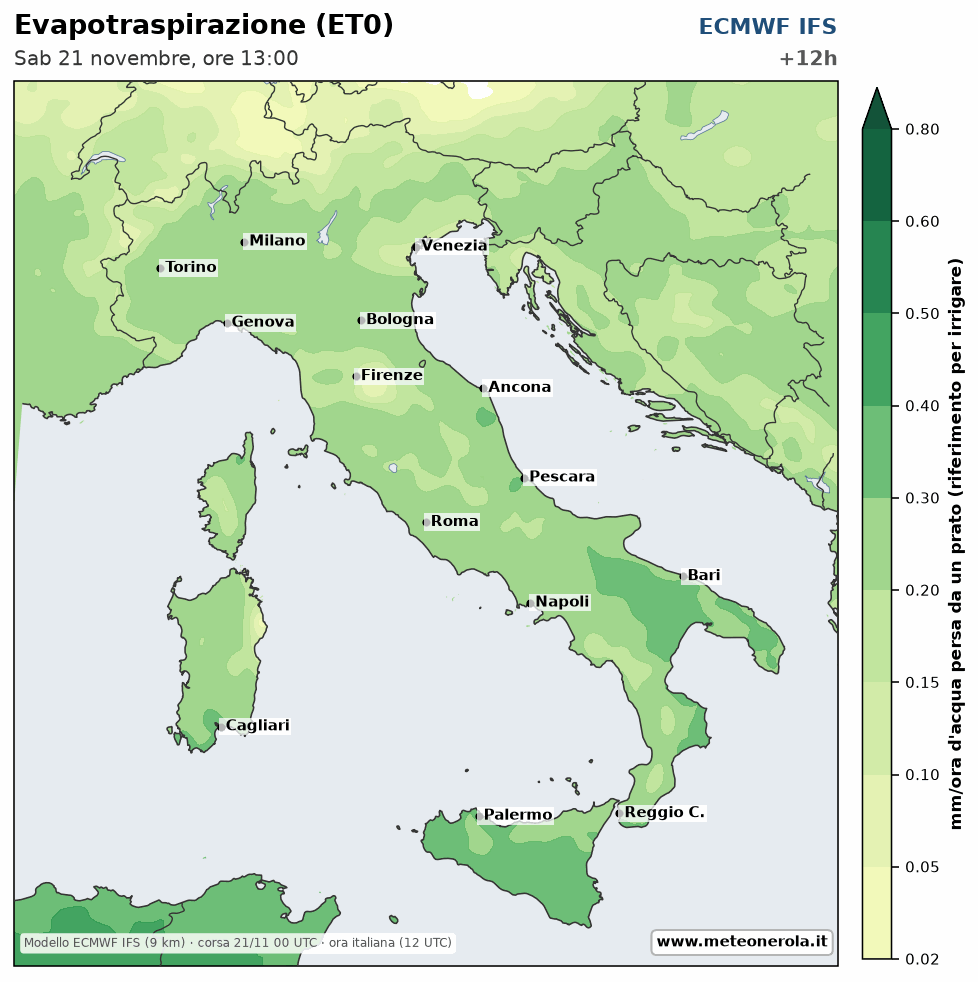 Evapotraspirazione (ET0)
ECMWF IFS
Sab 21 novembre, ore 13:00
+12h
Milano
Venezia
Torino
Genova
Bologna
Firenze
Ancona
Pescara
Roma
Bari
Napoli
Cagliari
Palermo
Reggio C.
0.80
0.60
0.50
0.40
0.30
0.20
0.15
0.10
0.05
0.02
mm/ora d'acqua persa da un prato (riferimento per irrigare)
Modello ECMWF IFS (9 km) · corsa 21/11 00 UTC · ora italiana (12 UTC)
www.meteonerola.it